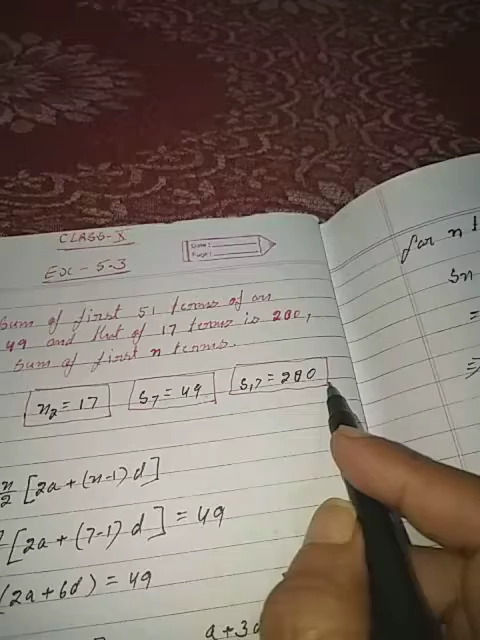 CLASS-X
Ex - 5.3
Sum of first 51 terms of an
49 and that of 17 terms is 280,
sum of first n terms.
n₂ = 17 S₇ = 49 S₁₇ = 280
n/2 [2a + (n-1) d]
[2a + (7-1) d] = 49
(2a + 6d) = 49
a + 3d
for n t
Sn
=
⇒